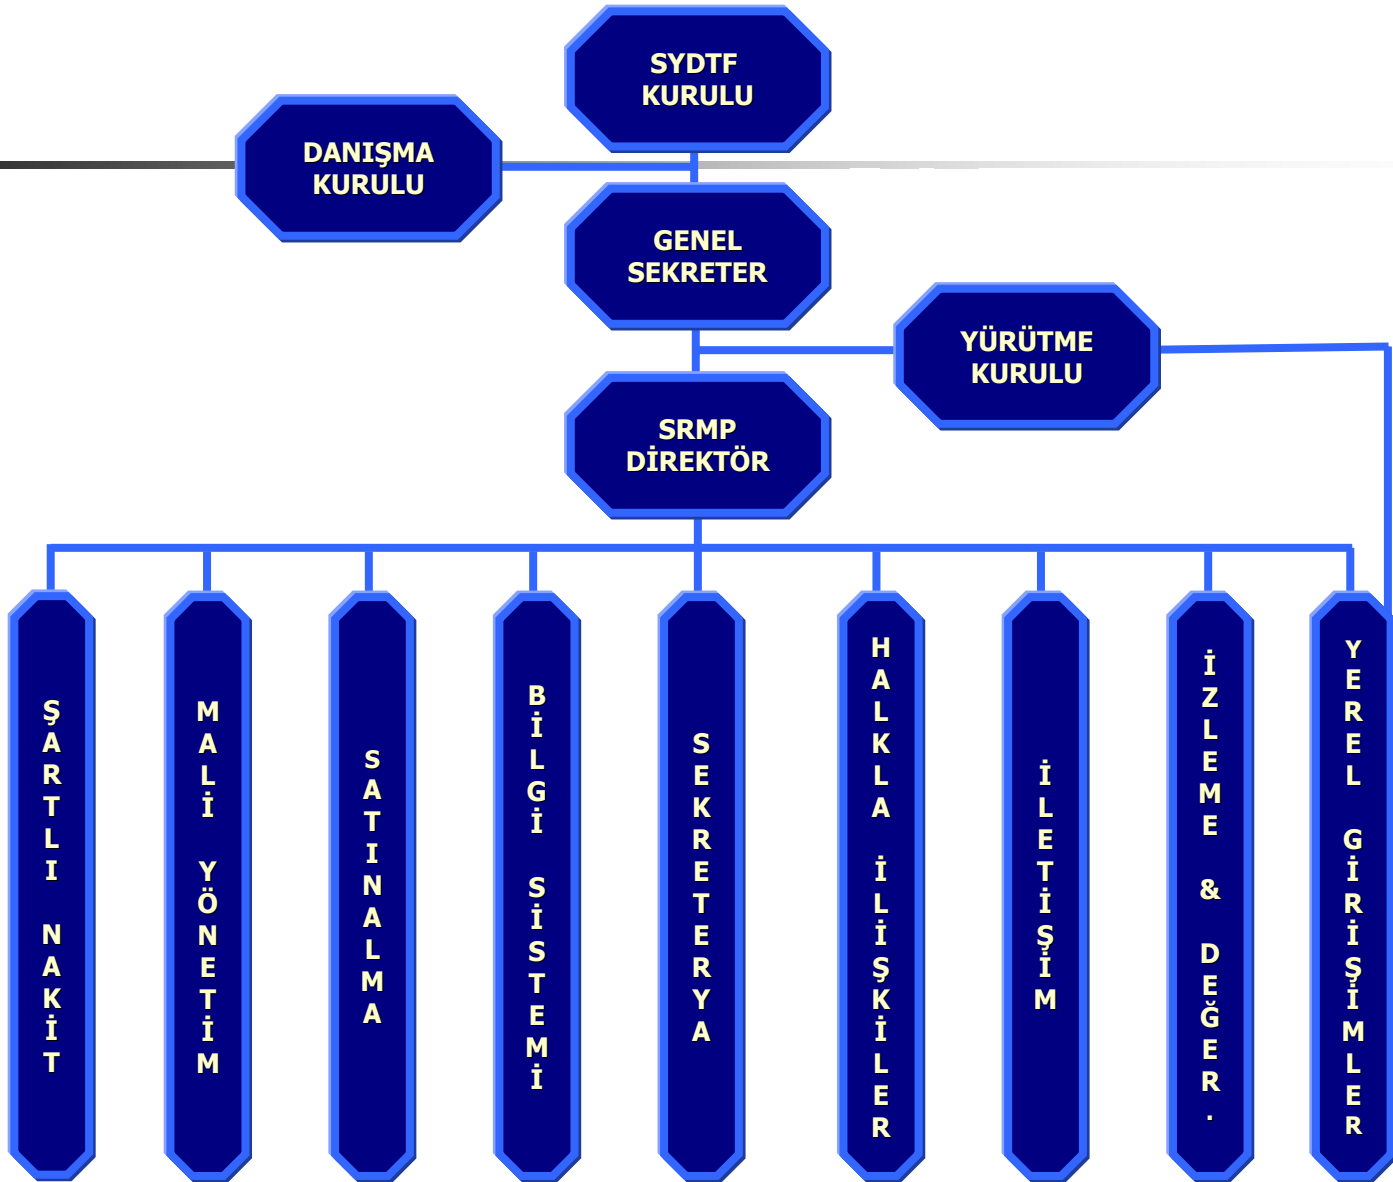 SYDTF
KURULU
DANIŞMA
KURULU
GENEL
SEKRETER
YÜRÜTME
KURULU
SRMP
DİREKTÖR
ŞARTLI NAKİT
MALİ YÖNETİM
SATINALMA
BİLGİ SİSTEMİ
SEKRETERYA
HALKLA İLİŞKİLER
İLETİŞİM
İZLEME & DEĞER.
YEREL GİRİŞİMLER